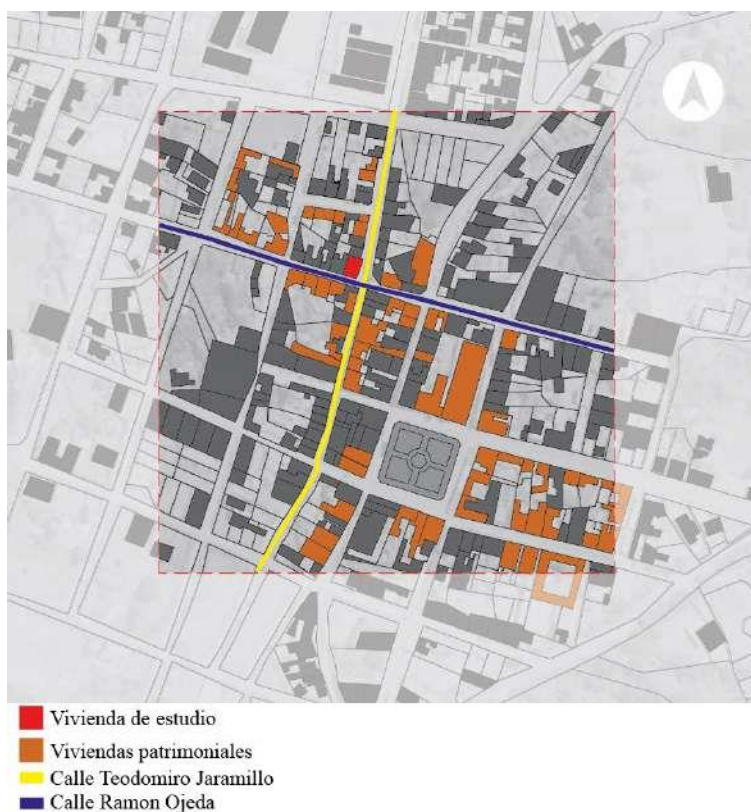 Vivienda de estudio
Viviendas patrimoniales
Calle Teodomiro Jaramillo
Calle Ramon Ojeda